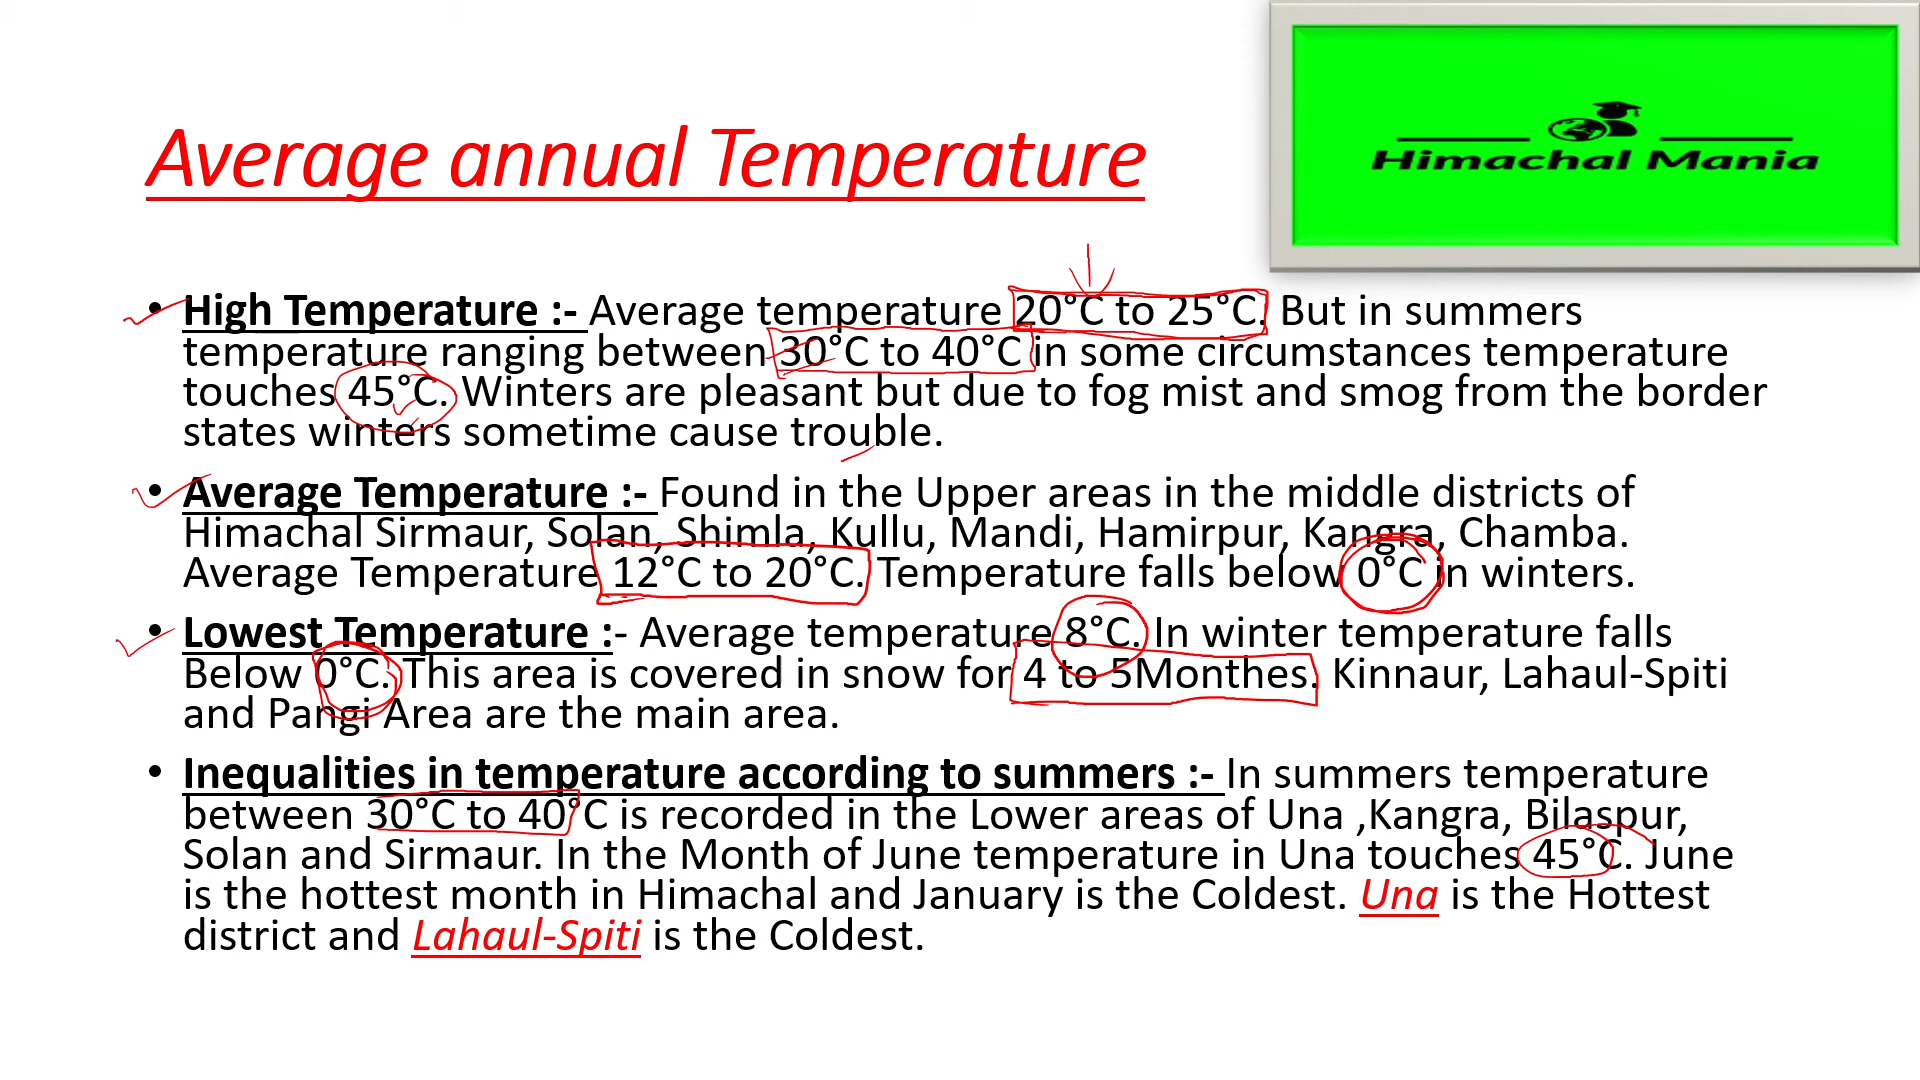 Himachal Mania
Average annual Temperature
• High Temperature :- Average temperature 20°C to 25°C. But in summers
temperature ranging between 30°C to 40°C in some circumstances temperature
touches 45°C. Winters are pleasant but due to fog mist and smog from the border
states winters sometime cause trouble.
• Average Temperature :- Found in the Upper areas in the middle districts of
Himachal Sirmaur, Solan, Shimla, Kullu, Mandi, Hamirpur, Kangra, Chamba.
Average Temperature 12°C to 20°C. Temperature falls below 0°C in winters.
• Lowest Temperature :- Average temperature 8°C. In winter temperature falls
Below 0°C. This area is covered in snow for 4 to 5Monthes. Kinnaur, Lahaul-Spiti
and Pangi Area are the main area.
• Inequalities in temperature according to summers :- In summers temperature
between 30°C to 40°C is recorded in the Lower areas of Una ,Kangra, Bilaspur,
Solan and Sirmaur. In the Month of June temperature in Una touches 45°C. June
is the hottest month in Himachal and January is the Coldest. Una is the Hottest
district and Lahaul-Spiti is the Coldest.